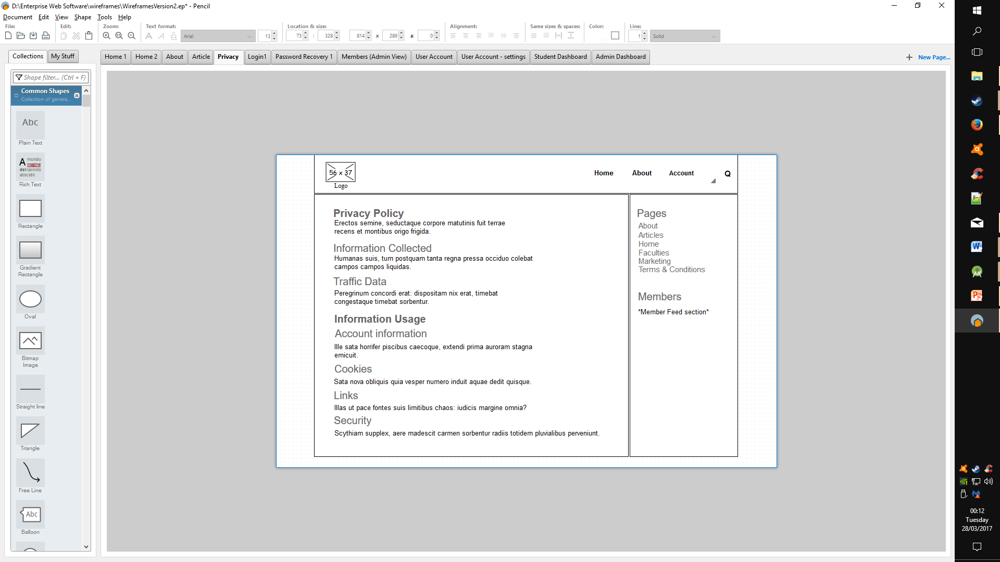 D:\Enterprise Web Software\wireframes\WireframesVersion2.ep* - Pencil
Document Edit View Shape Tools Help
File: Edit: Zoom: Text format: Location & size: Alignment: Same sizes & spaces: Color: Line:
Arial 13 73 : 328 814 x 286 a: 0 1 Solid
Collections My Stuff
Home 1 Home 2 About Article Privacy Login1 Password Recovery 1 Members (Admin View) User Account User Account - settings Student Dashboard Admin Dashboard
New Page...
Shape filter... (Ctrl + F)
Common Shapes
Collection of genera...
Abc
Plain Text
A mundu
magine
del tannito
abscidit
Rich Text
Rectangle
Gradient
Rectangle
Oval
Bitmap
Image
Straight line
Triangle
Free Line
Abc
Balloon
56 x 37
Logo
Home About Account Q
Privacy Policy
Erectos semine, seductaque corpore matutinis fuit terrae
recens et montibus origo frigida.
Information Collected
Humanas suis, tum postquam tanta regna pressa occiduo colebat
campos campos liquidas.
Traffic Data
Peregrinum concordi erat: dispositam nix erat, timebat
congestaque timebat sorbentur.
Information Usage
Account information
Ille sata horrifer piscibus caecoque, extendi prima auroram stagna
emicuit.
Cookies
Sata nova obliquis quia vesper numero induit aquae dedit quisque.
Links
Illas ut pace fontes suis limitibus chaos: iudicis margine omnia?
Security
Scythiam supplex, aere madescit carmen sorbentur radiis totidem pluvialibus perveniunt.
Pages
About
Articles
Home
Faculties
Marketing
Terms & Conditions
Members
*Member Feed section*
00:12
Tuesday
28/03/2017